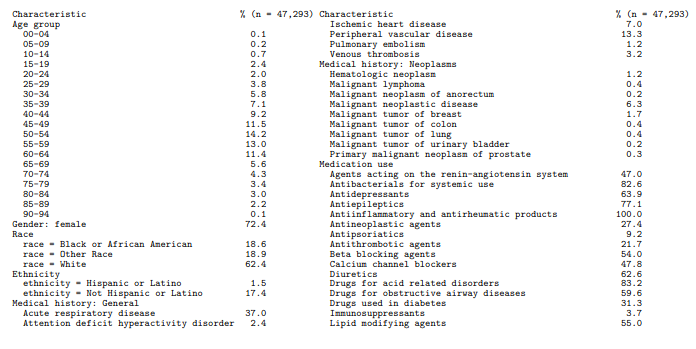 Characteristic % (n = 47,293)
Age group
00-04 0.1
05-09 0.2
10-14 0.7
15-19 2.4
20-24 2.0
25-29 3.8
30-34 5.8
35-39 7.1
40-44 9.2
45-49 11.5
50-54 14.2
55-59 13.0
60-64 11.4
65-69 5.6
70-74 4.3
75-79 3.4
80-84 3.0
85-89 2.2
90-94 0.1
Gender: female 72.4
Race
race = Black or African American 18.6
race = Other Race 18.9
race = White 62.4
Ethnicity
ethnicity = Hispanic or Latino 1.5
ethnicity = Not Hispanic or Latino 17.4
Medical history: General
Acute respiratory disease 37.0
Attention deficit hyperactivity disorder 2.4
Characteristic % (n = 47,293)
Ischemic heart disease 7.0
Peripheral vascular disease 13.3
Pulmonary embolism 1.2
Venous thrombosis 3.2
Medical history: Neoplasms
Hematologic neoplasm 1.2
Malignant lymphoma 0.4
Malignant neoplasm of anorectum 0.2
Malignant neoplastic disease 6.3
Malignant tumor of breast 1.7
Malignant tumor of colon 0.4
Malignant tumor of lung 0.4
Malignant tumor of urinary bladder 0.2
Primary malignant neoplasm of prostate 0.3
Medication use
Agents acting on the renin-angiotensin system 47.0
Antibacterials for systemic use 82.6
Antidepressants 63.9
Antiepileptics 77.1
Antiinflammatory and antirheumatic products 100.0
Antineoplastic agents 27.4
Antipsoriatics 9.2
Antithrombotic agents 21.7
Beta blocking agents 54.0
Calcium channel blockers 47.8
Diuretics 62.6
Drugs for acid related disorders 83.2
Drugs for obstructive airway diseases 59.6
Drugs used in diabetes 31.3
Immunosuppressants 3.7
Lipid modifying agents 55.0